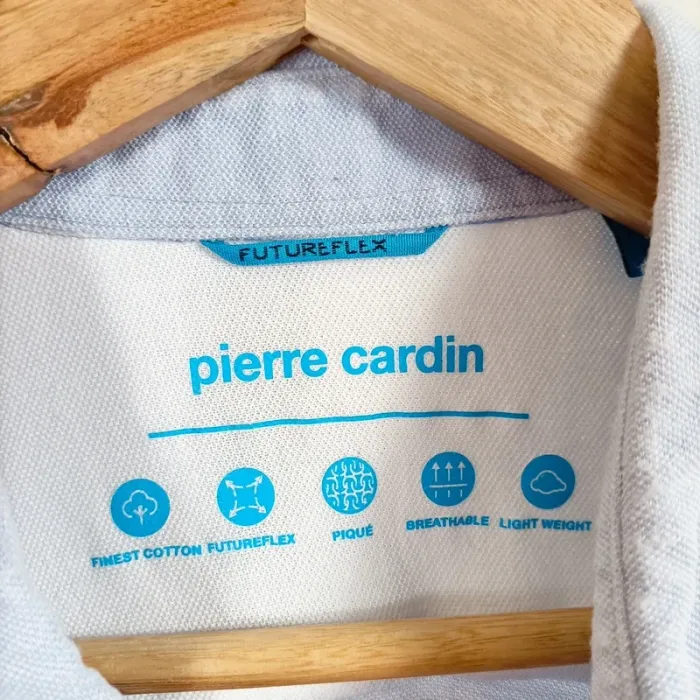 FUTUREFLEX
pierre cardin
FINEST COTTON FUTUREFLEX PIQUÉ BREATHABLE LIGHT WEIGHT